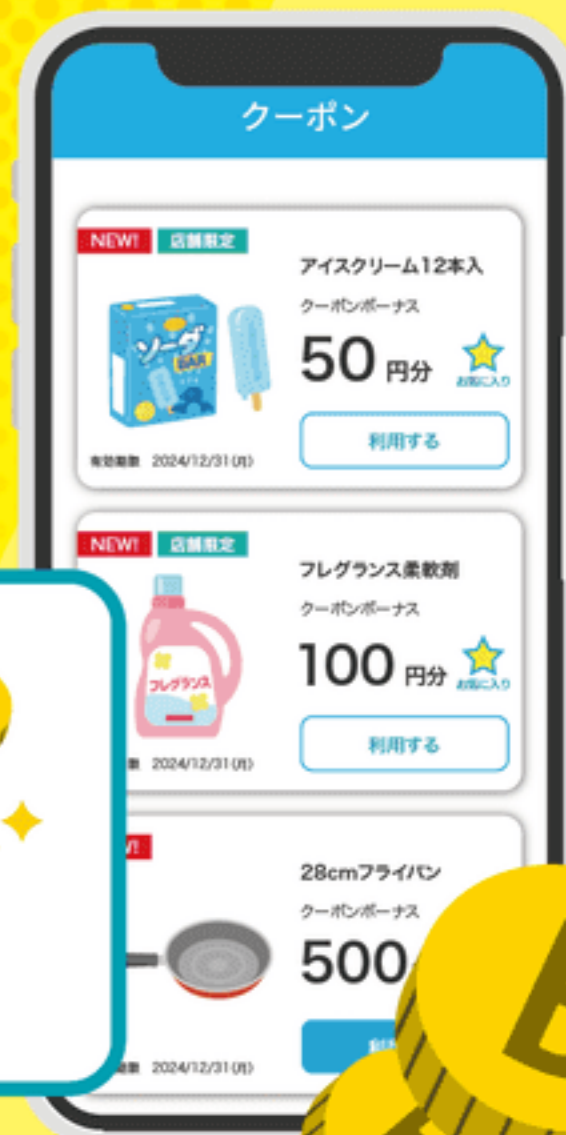 クーポン
NEW! 店舗限定
アイスクリーム12本入
クーポンボーナス
50 円分
お気に入り
ソーダ
BAR
有効期限 2024/12/31(月)
利用する
NEW! 店舗限定
フレグランス柔軟剤
クーポンボーナス
100 円分
お気に入り
フレグランス
2024/12/31(月)
利用する
28cmフライパン
クーポンボーナス
500
2024/12/31(月)